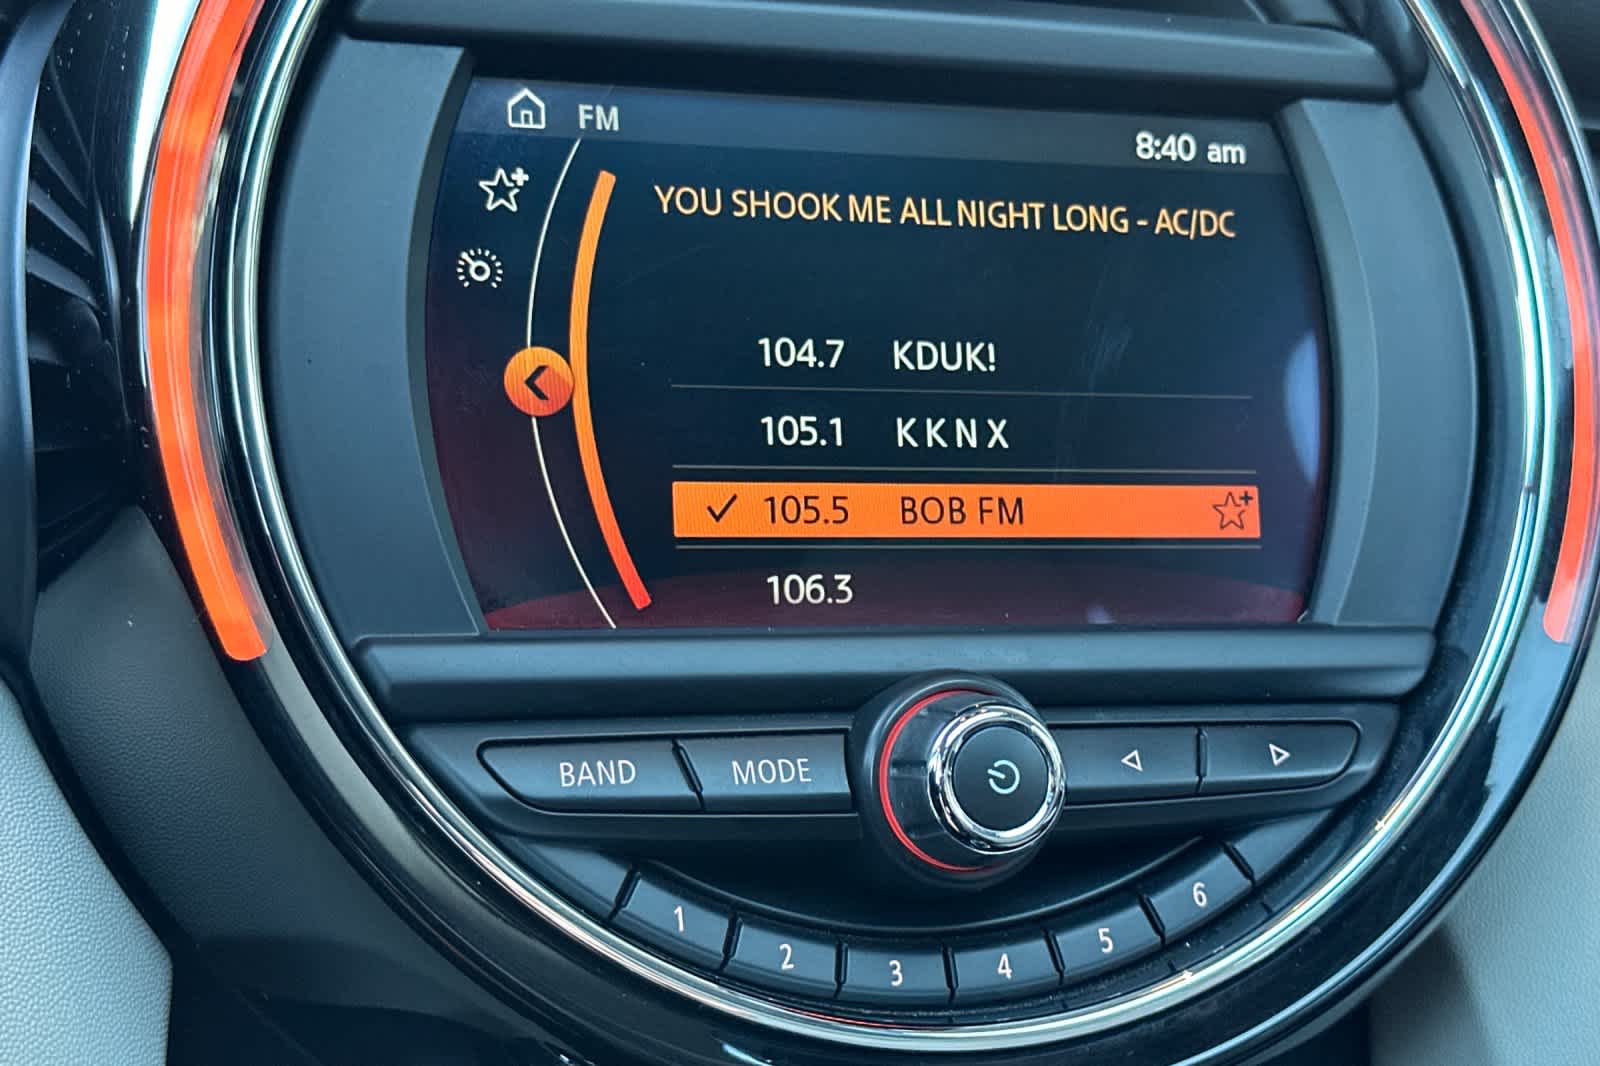 FM
8:40 am
YOU SHOOK ME ALL NIGHT LONG - AC/DC
104.7 KDUK!
105.1 KKNX
105.5 BOB FM
106.3
BAND MODE
1 2 3 4 5 6